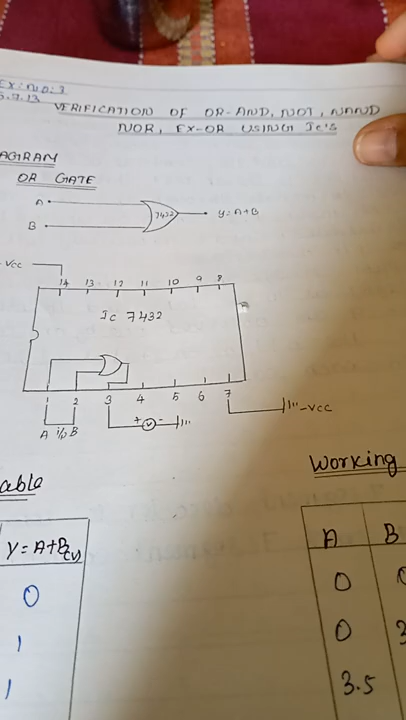 EX: NO: 3
5.9.13
VERIFICATION OF OR-AND, NOT, NAND
NOR, EX-OR USING Ic's
AGRAM
OR GATE
A
7432
Y=A+B
B
Vcc
14 13 12 11 10 9 8
Ic 7432
1 2 3 4 5 6 7
A i/p B
+ V -
-VCC
able
Working
Y = A+B(V)
A B
0
0
1
0
1
3.5